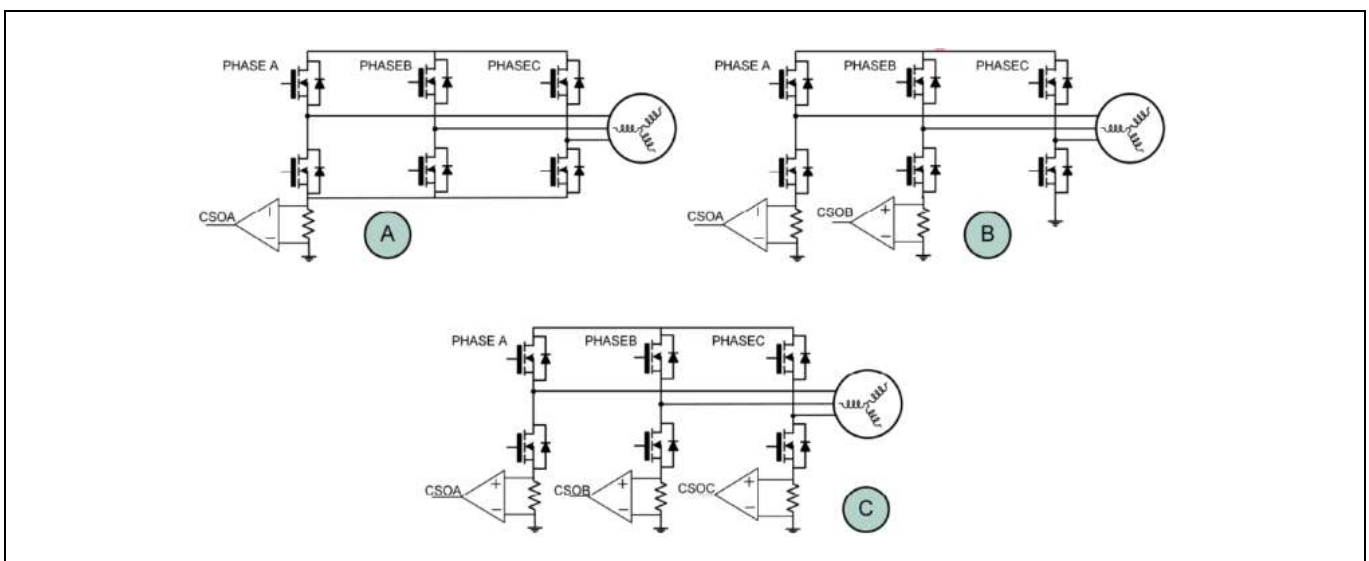 PHASE A PHASEB PHASEC
CSOA
A
PHASE A PHASEB PHASEC
CSOA CSOB + −
B
PHASE A PHASEB PHASEC
CSOA + − CSOB + − CSOC + −
C